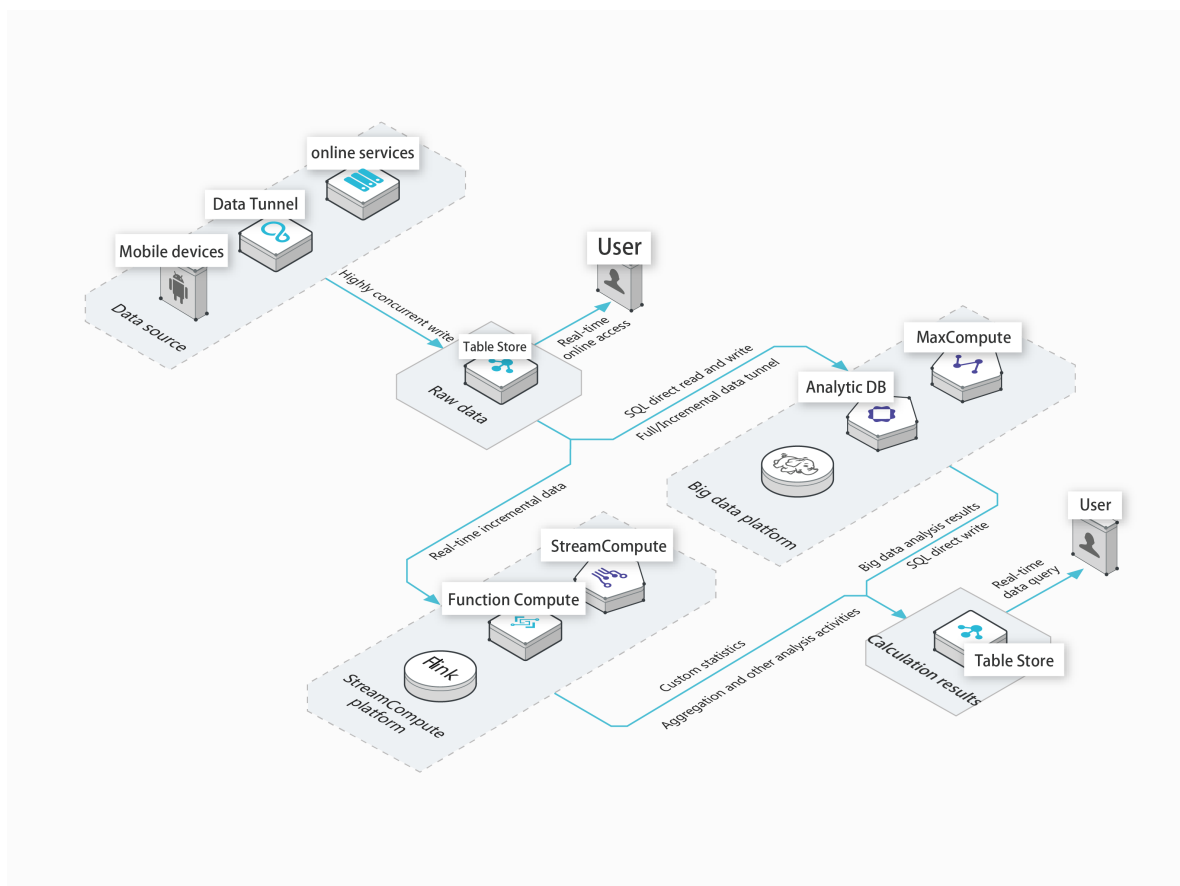 online services
Data Tunnel
Mobile devices
Data source
Highly concurrent write
User
Real-time
online access
Table Store
Raw data
SQL direct read and write
Full/Incremental data tunnel
MaxCompute
Analytic DB
Big data platform
Real-time incremental data
StreamCompute
Function Compute
Flink
StreamCompute
platform
Big data analysis results
SQL direct write
Custom statistics
Aggregation and other analysis activities
User
Real-time
data query
Table Store
Calculation results